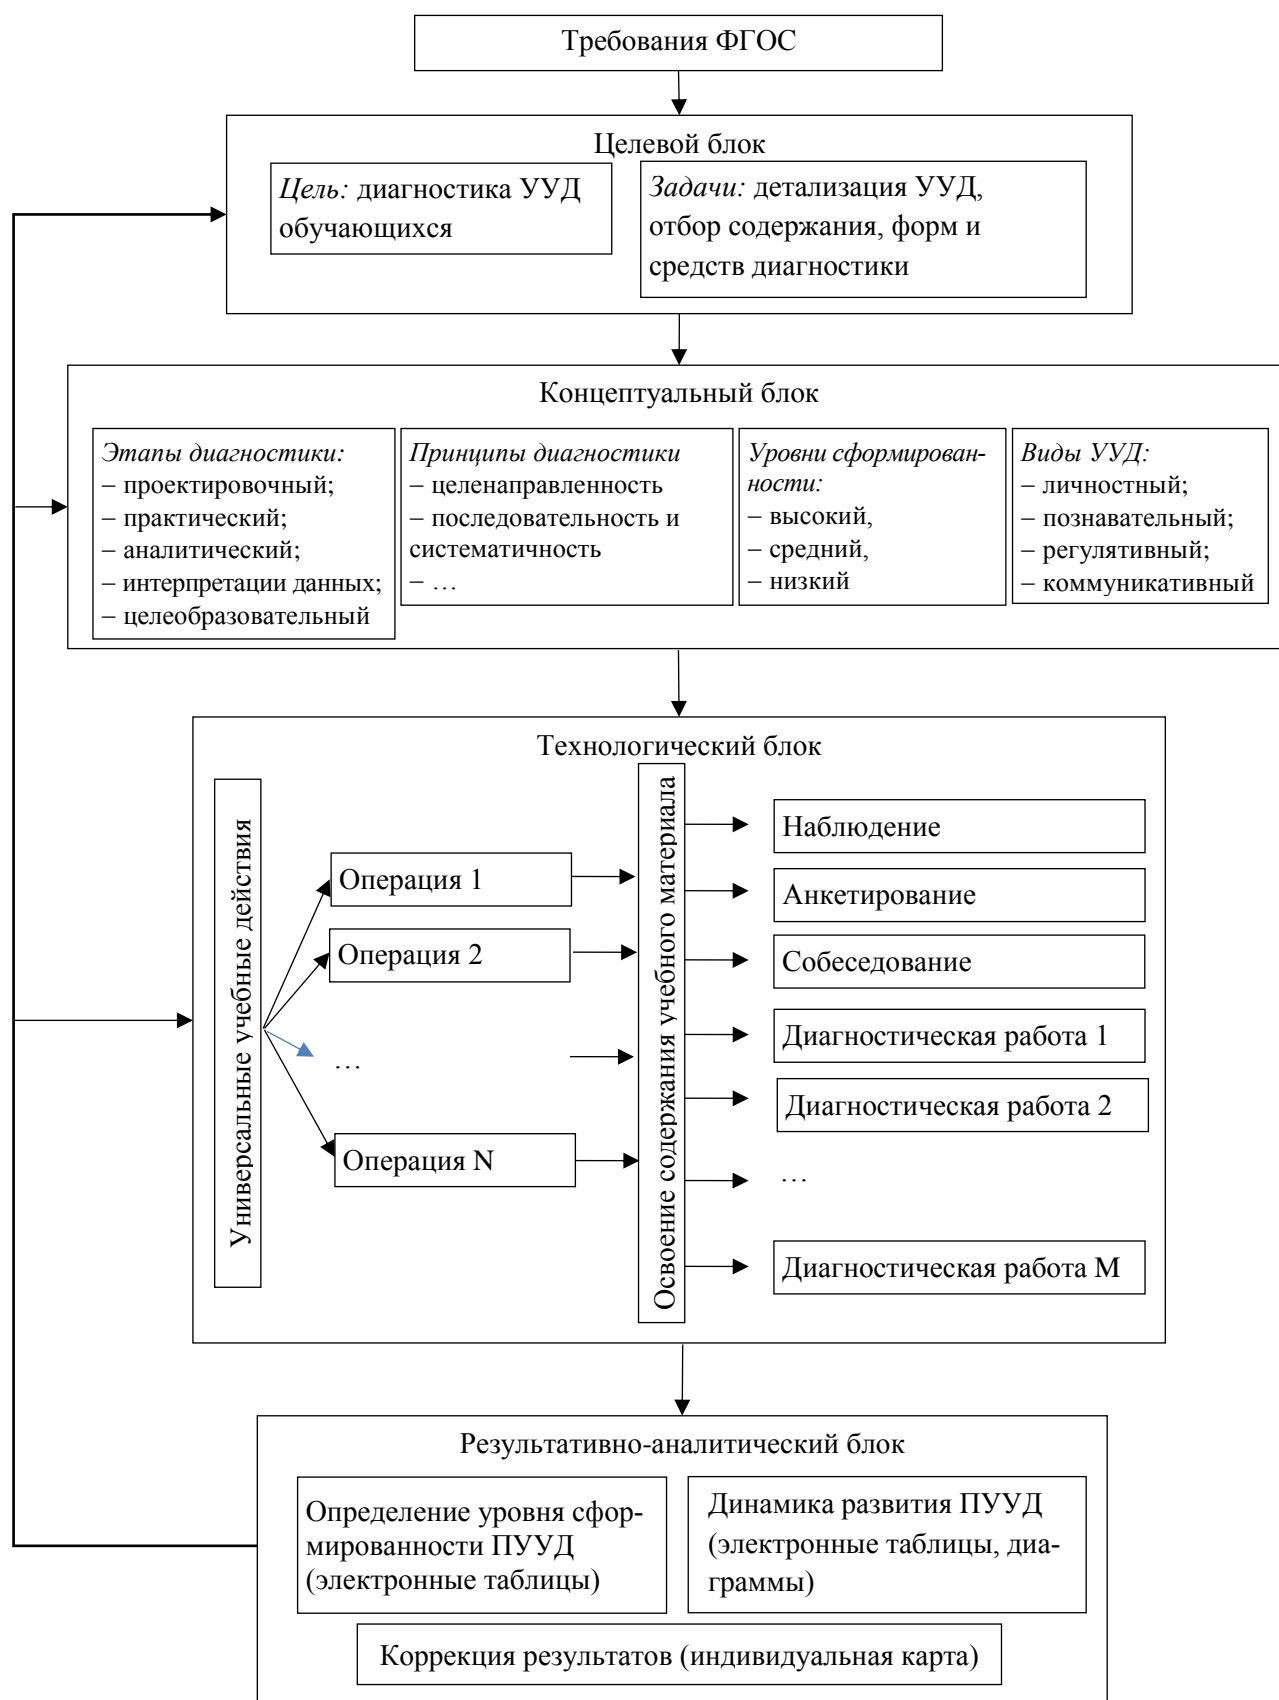 Требования ФГОС
Целевой блок
Цель: диагностика УУД
обучающихся
Задачи: детализация УУД,
отбор содержания, форм и
средств диагностики
Концептуальный блок
Этапы диагностики:
– проектировочный;
– практический;
– аналитический;
– интерпретации данных;
– целеобразовательный
Принципы диагностики
– целенаправленность
– последовательность и
систематичность
– …
Уровни сформирован-
ности:
– высокий,
– средний,
– низкий
Виды УУД:
– личностный;
– познавательный;
– регулятивный;
– коммуникативный
Технологический блок
Универсальные учебные действия
Операция 1
Операция 2
…
Операция N
Освоение содержания учебного материала
Наблюдение
Анкетирование
Собеседование
Диагностическая работа 1
Диагностическая работа 2
…
Диагностическая работа М
Результативно-аналитический блок
Определение уровня сфор-
мированности ПУУД
(электронные таблицы)
Динамика развития ПУУД
(электронные таблицы, диа-
граммы)
Коррекция результатов (индивидуальная карта)